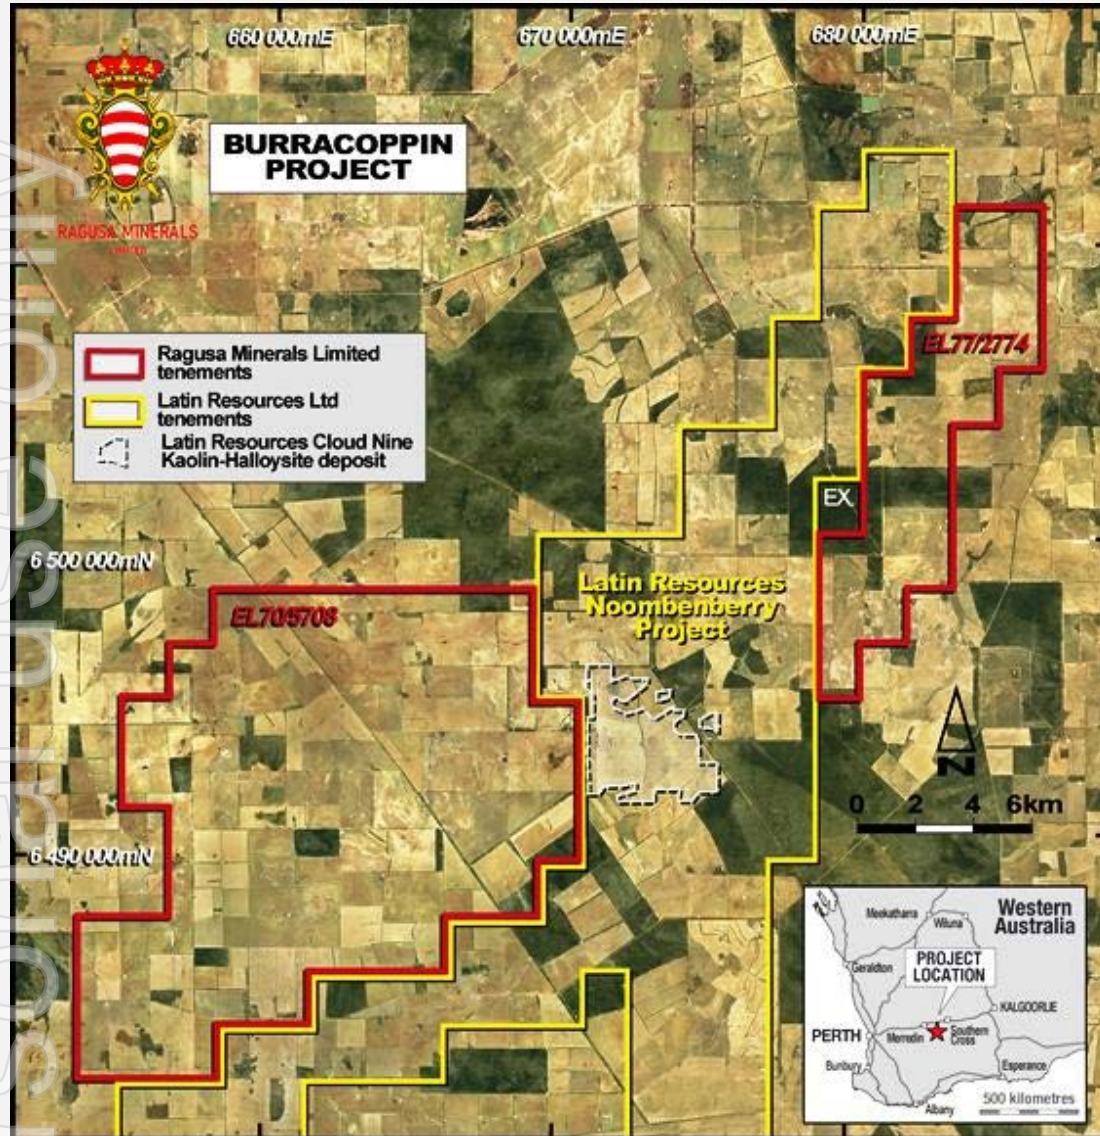 660 000mE
670 000mE
680 000mE
BURRACOPPIN
PROJECT
RAGUSA MINERALS
Ragusa Minerals Limited
tenements
Latin Resources Ltd
tenements
Latin Resources Cloud Nine
Kaolin-Halloysite deposit
EL77/2774
EX.
6 500 000mN
Latin Resources
Noombenberry
Project
EL70/5708
N
0 2 4 6km
6 490 000mN
Western
Australia
Meekatharra
Wiluna
PROJECT
LOCATION
Geraldton
KALGOORLIE
PERTH
Merredin
Southern
Cross
Bunbury
Esperance
Albany
500 kilometres
sonal use only